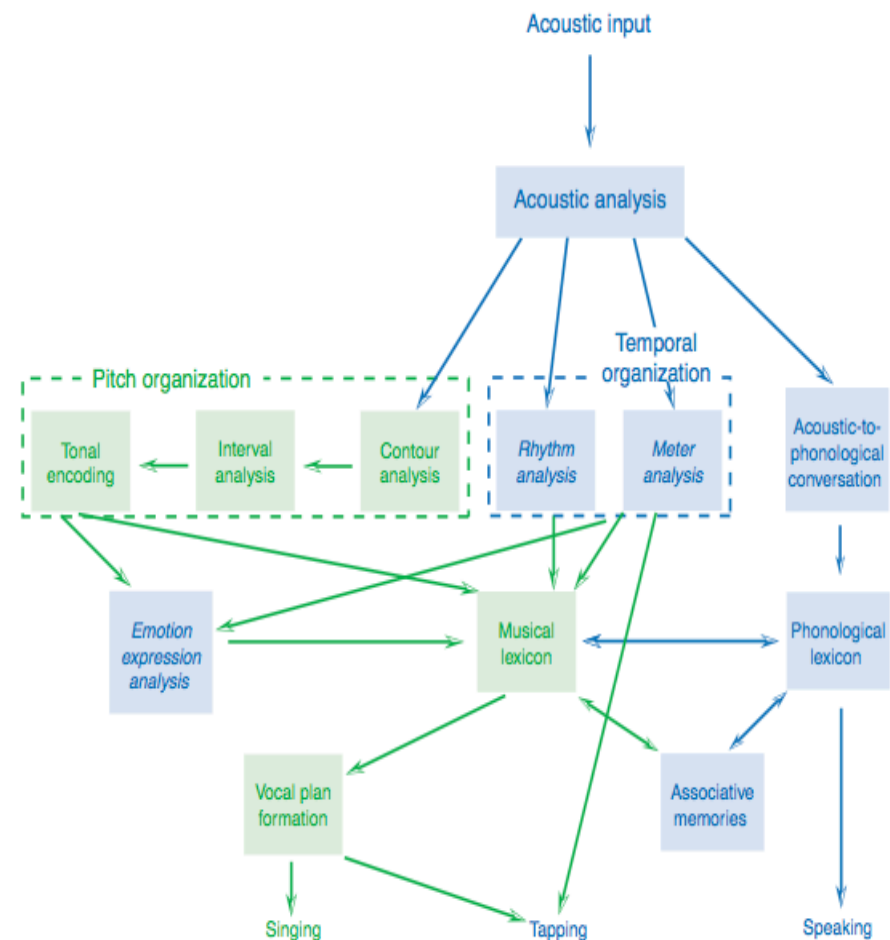 Acoustic input
Acoustic analysis
Temporal
organization
Pitch organization
Tonal
encoding
Interval
analysis
Contour
analysis
Rhythm
analysis
Meter
analysis
Acoustic-to-
phonological
conversation
Emotion
expression
analysis
Musical
lexicon
Phonological
lexicon
Vocal plan
formation
Associative
memories
Singing
Tapping
Speaking